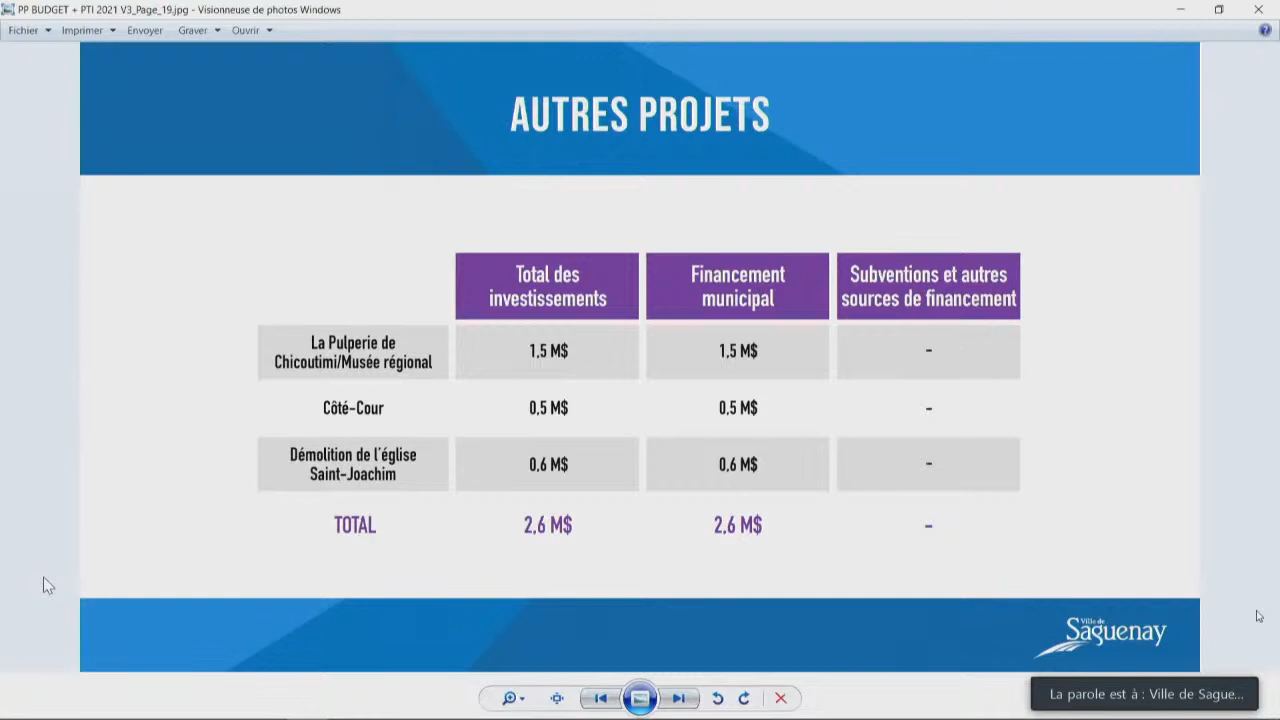 PP BUDGET + PTI 2021 V3_Page_19.jpg - Visionneuse de photos Windows
Fichier Imprimer Envoyer Graver Ouvrir
AUTRES PROJETS
Total des investissements
Financement municipal
Subventions et autres sources de financement
La Pulperie de
Chicoutimi/Musée régional
1,5 M$ 1,5 M$ -
Côté-Cour 0,5 M$ 0,5 M$ -
Démolition de l'église
Saint-Joachim
0,6 M$ 0,6 M$ -
TOTAL 2,6 M$ 2,6 M$ -
Ville de
Saguenay
La parole est à : Ville de Sague...